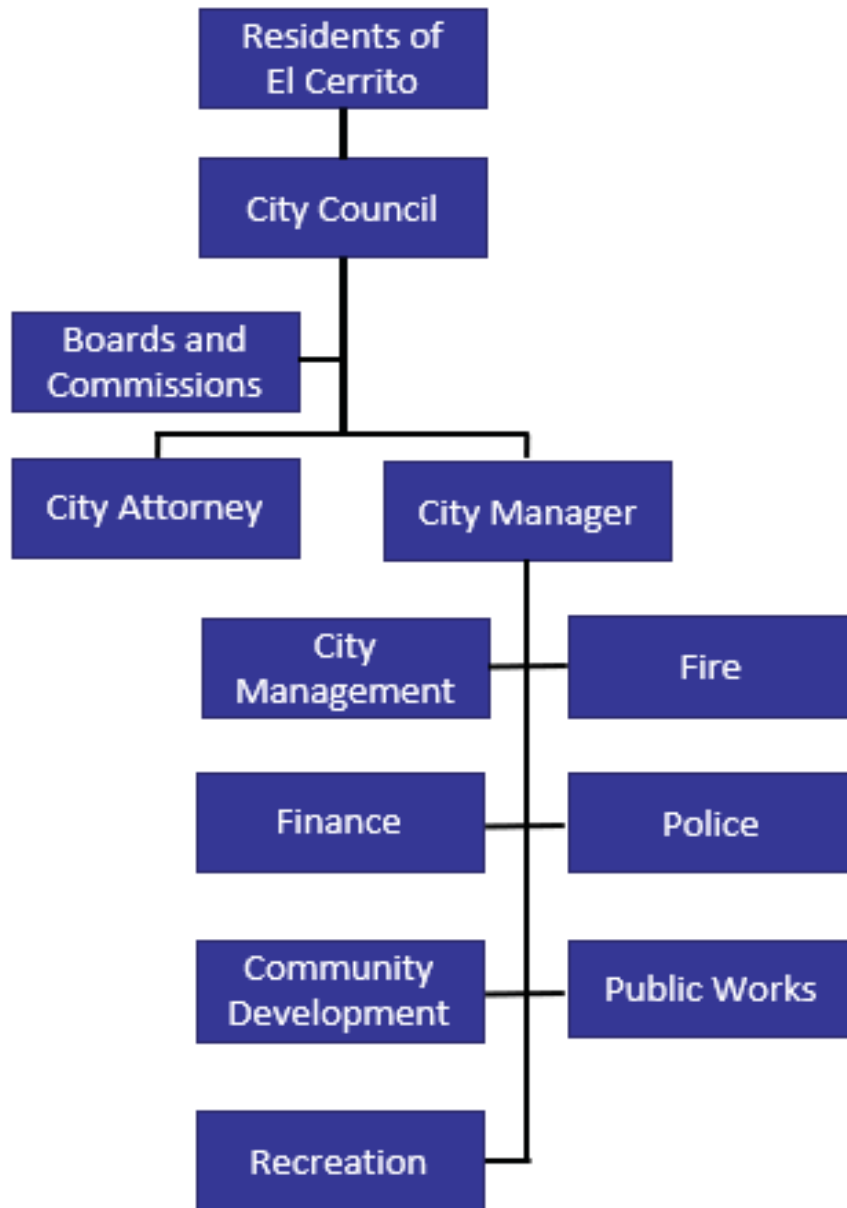 Residents of
El Cerrito
City Council
Boards and
Commissions
City Attorney
City Manager
City
Management
Fire
Finance
Police
Community
Development
Public Works
Recreation